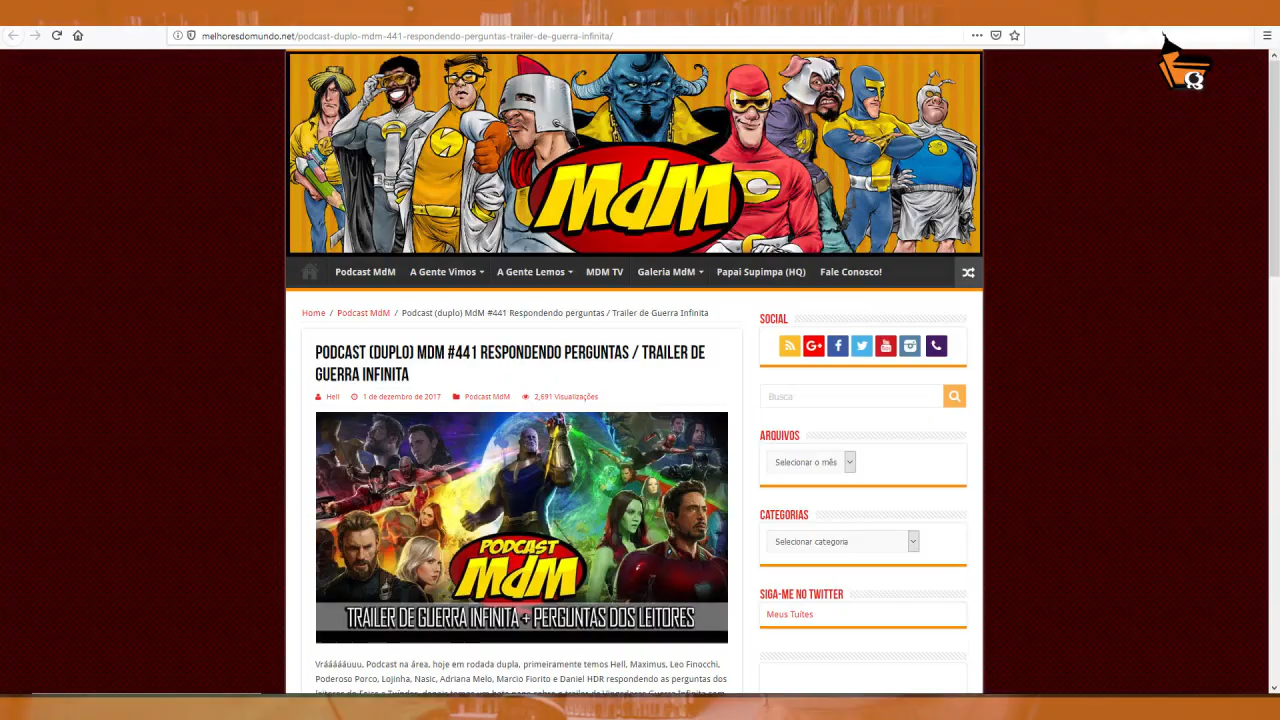 melhoresdomundo.net/podcast-duplo-mdm-441-respondendo-perguntas-trailer-de-guerra-infinita/
MdM
Podcast MdM A Gente Vimos A Gente Lemos MDM TV Galeria MdM Papai Supimpa (HQ) Fale Conosco!
Home / Podcast MdM / Podcast (duplo) MdM #441 Respondendo perguntas / Trailer de Guerra Infinita
PODCAST (DUPLO) MDM #441 RESPONDENDO PERGUNTAS / TRAILER DE
GUERRA INFINITA
Hell 1 de dezembro de 2017 Podcast MdM 2,691 Visualizações
PODCAST
MdM
TRAILER DE GUERRA INFINITA + PERGUNTAS DOS LEITORES
Vráááááuuu, Podcast na área, hoje em rodada dupla, primeiramente temos Hell, Maximus, Leo Finocchi,
Poderoso Porco, Lojinha, Nasic, Adriana Melo, Marcio Fiorito e Daniel HDR respondendo as perguntas dos
SOCIAL
Busca
ARQUIVOS
Selecionar o mês
CATEGORIAS
Selecionar categoria
SIGA-ME NO TWITTER
Meus Tuítes